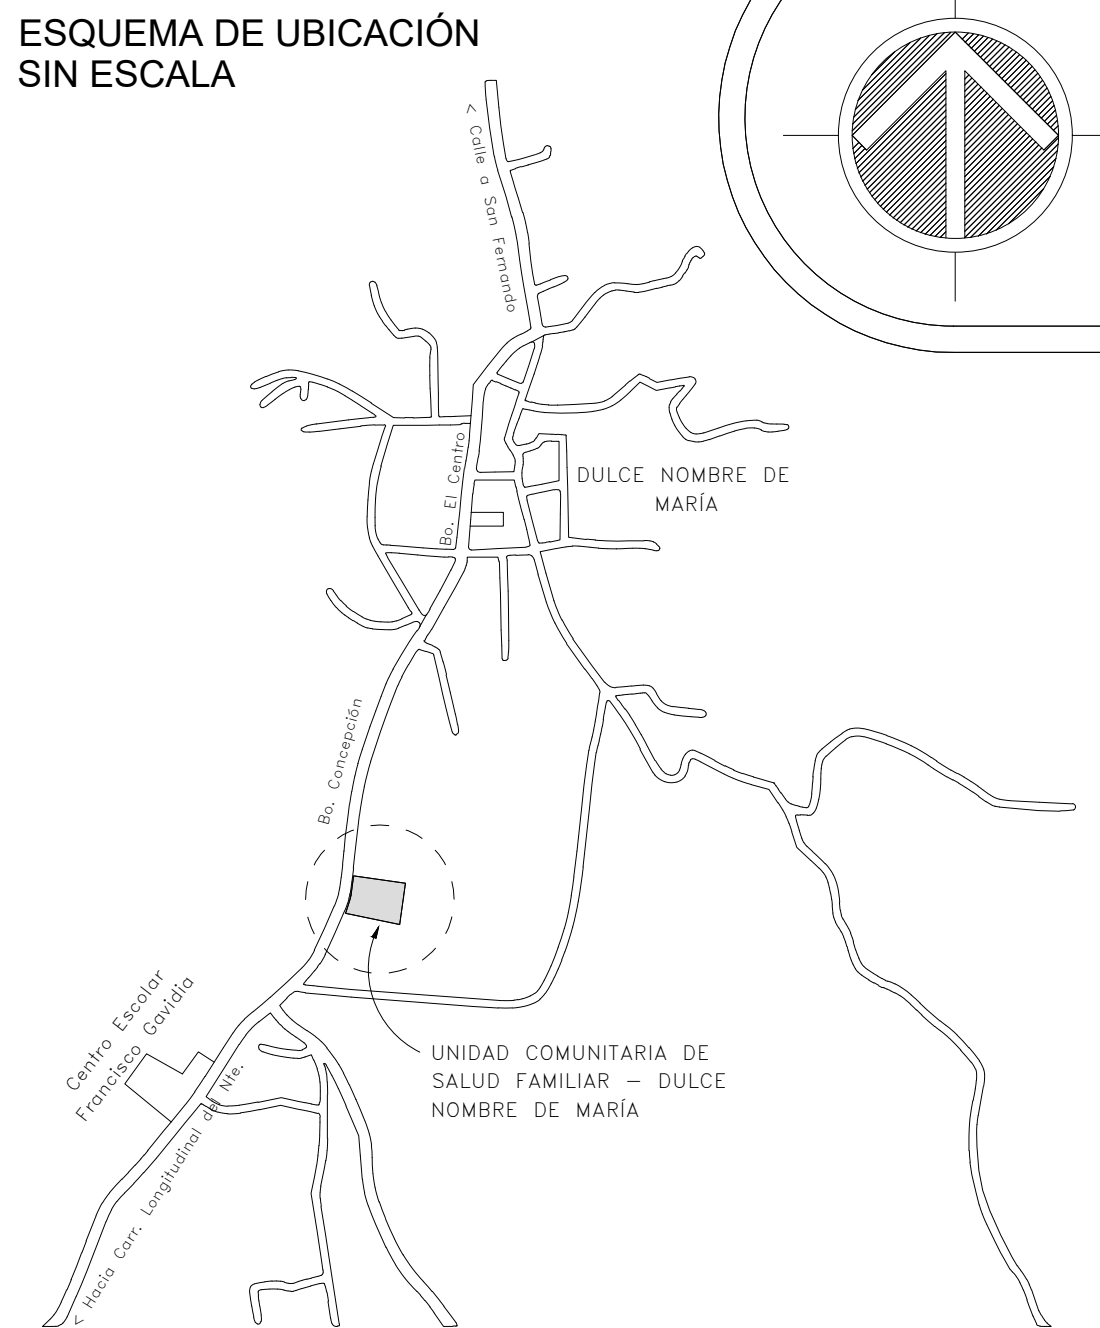 ESQUEMA DE UBICACIÓN
SIN ESCALA
< Calle a San Fernando
Bo. El Centro
DULCE NOMBRE DE
MARÍA
Bo. Concepción
Centro Escolar
Francisco Gavidia
UNIDAD COMUNITARIA DE
SALUD FAMILIAR – DULCE
NOMBRE DE MARÍA
< Hacia Carr. Longitudinal del Nte.